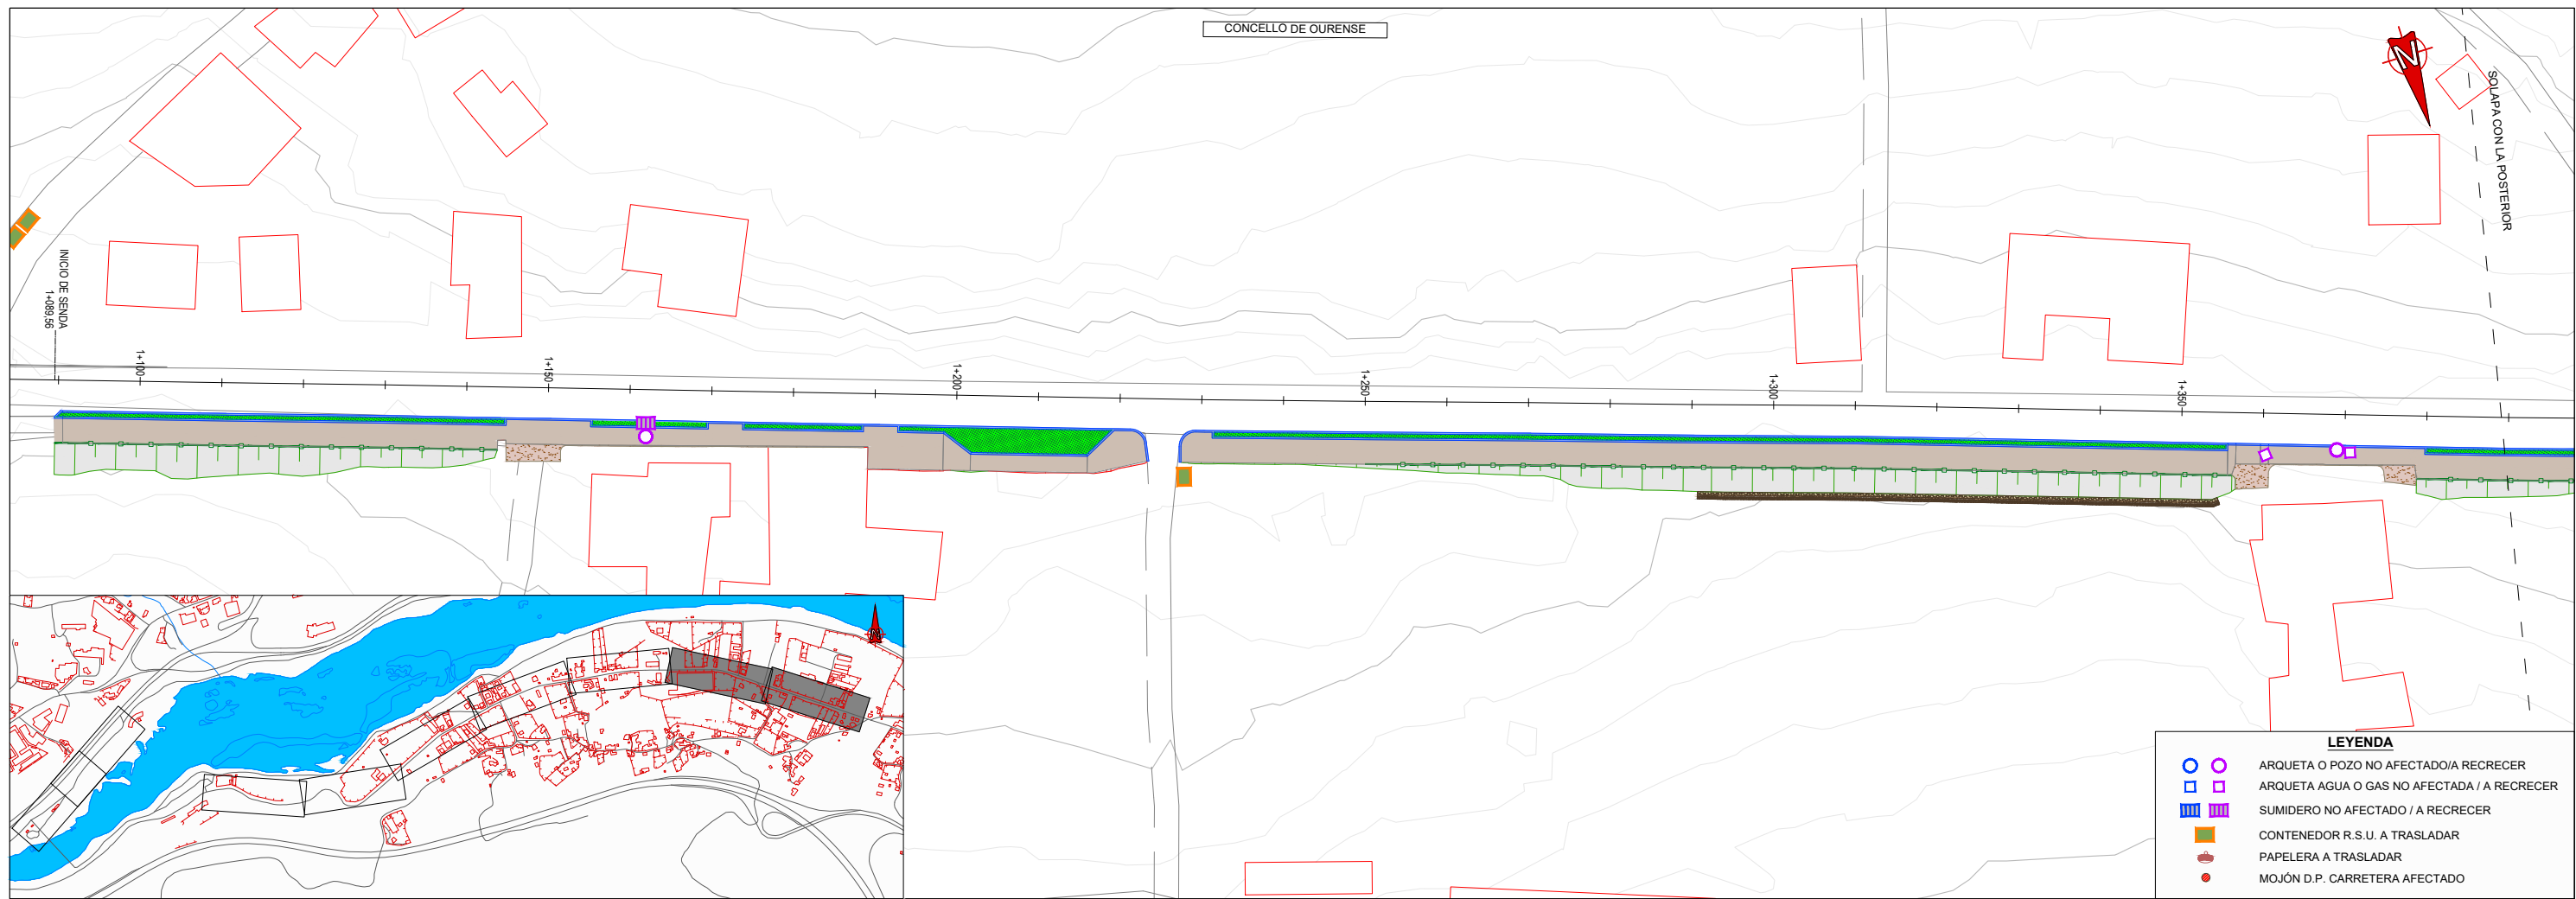 CONCELLO DE OURENSE
N
SOLAPA CON LA POSTERIOR
INICIO DE SENDA
1+089,56
1+100
1+150
1+200
1+250
1+300
1+350
N
LEYENDA
ARQUETA O POZO NO AFECTADO/A RECRECER
ARQUETA AGUA O GAS NO AFECTADA / A RECRECER
SUMIDERO NO AFECTADO / A RECRECER
CONTENEDOR R.S.U. A TRASLADAR
PAPELERA A TRASLADAR
MOJÓN D.P. CARRETERA AFECTADO